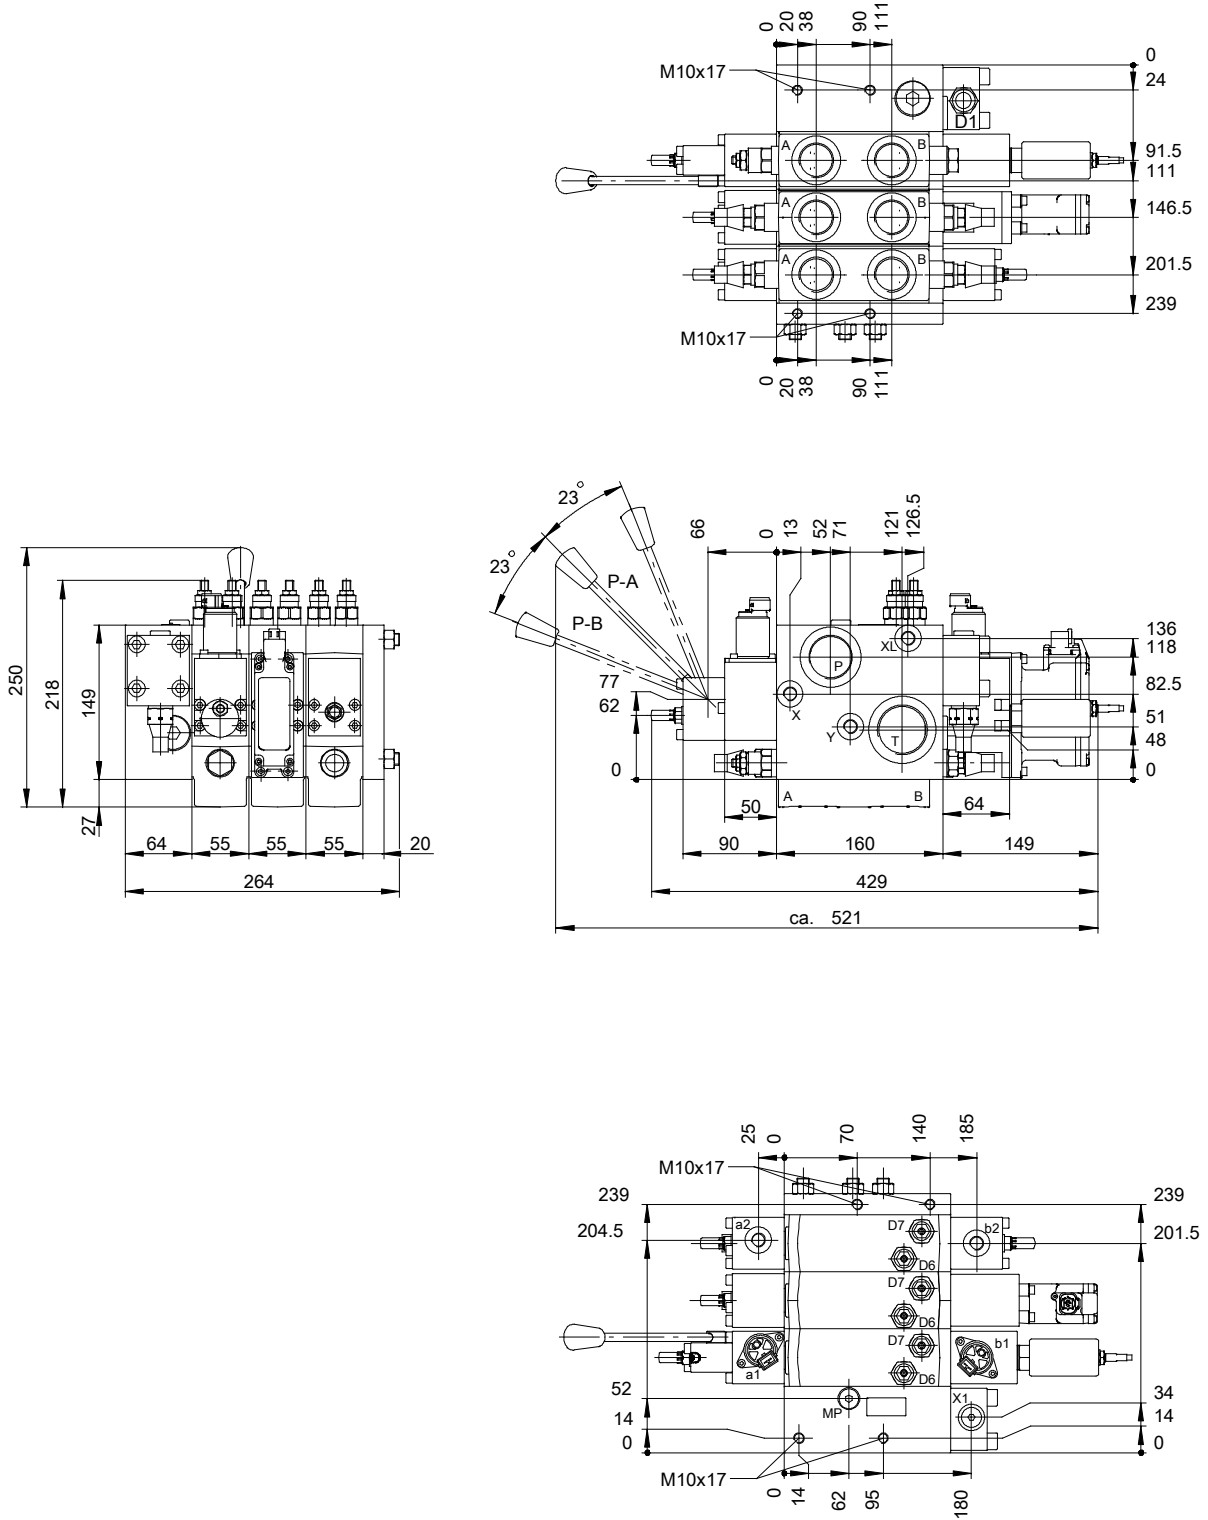 0
20
38
90
111
M10x17
0
24
D1
A
B
91.5
111
A
B
146.5
A
B
201.5
239
M10x17
0
20
38
90
111
23°
23°
P-A
P-B
66
0
13
52
71
121
126.5
XL
P
X
Y
T
77
62
0
136
118
82.5
51
48
0
A
B
50
64
90
160
149
429
ca. 521
250
218
149
27
64
55
55
55
20
264
25
0
70
140
185
M10x17
239
204.5
239
201.5
a2
D7
b2
D6
D7
D6
D7
b1
a1
D6
52
14
0
MP
X1
34
14
0
M10x17
0
14
62
95
180